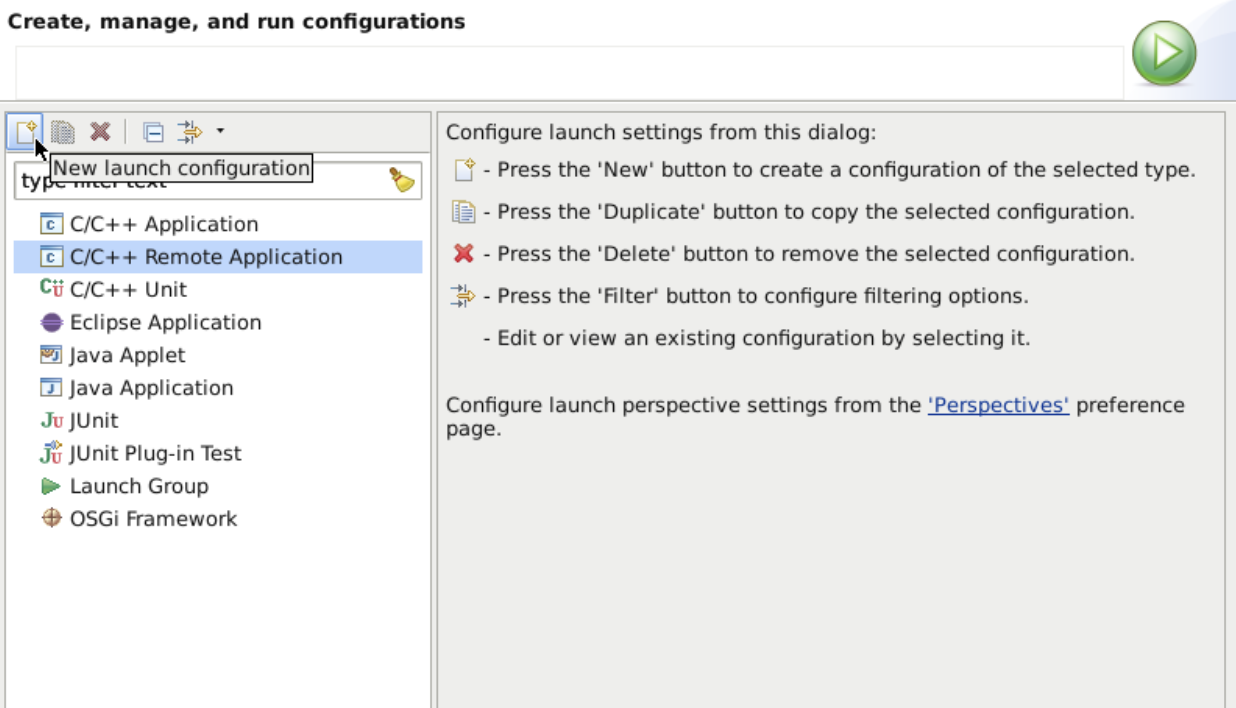 Create, manage, and run configurations
New launch configuration
type filter text
C/C++ Application
C/C++ Remote Application
C/C++ Unit
Eclipse Application
Java Applet
Java Application
JUnit
JUnit Plug-in Test
Launch Group
OSGi Framework
Configure launch settings from this dialog:
- Press the 'New' button to create a configuration of the selected type.
- Press the 'Duplicate' button to copy the selected configuration.
- Press the 'Delete' button to remove the selected configuration.
- Press the 'Filter' button to configure filtering options.
- Edit or view an existing configuration by selecting it.
Configure launch perspective settings from the 'Perspectives' preference
page.